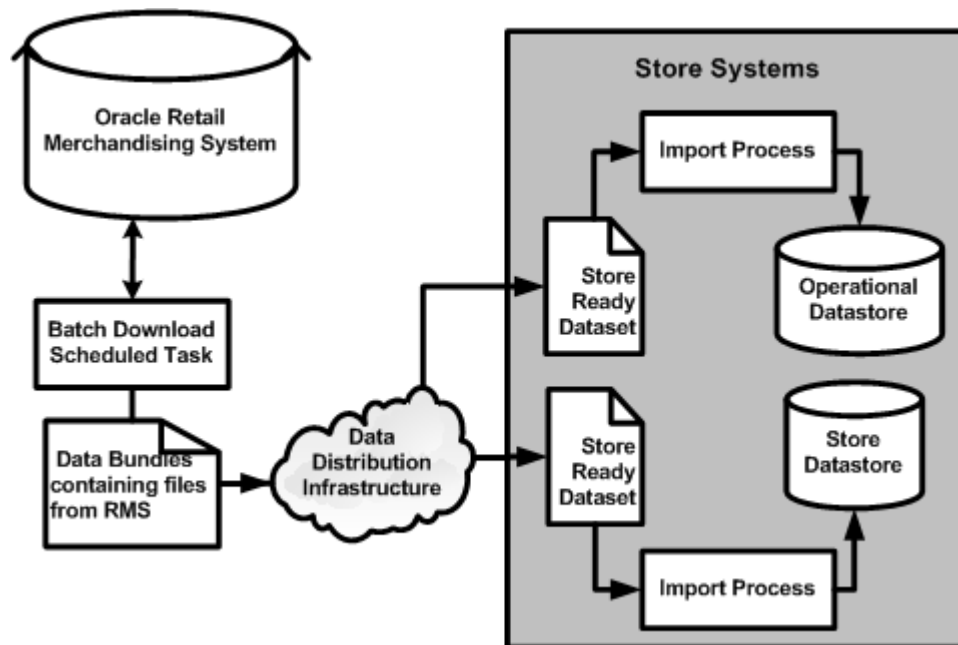 Oracle Retail
Merchandising System
Batch Download
Scheduled Task
Data Bundles
containing files
from RMS
Data
Distribution
Infrastructure
Store Systems
Import Process
Store
Ready
Dataset
Operational
Datastore
Store
Ready
Dataset
Store
Datastore
Import Process